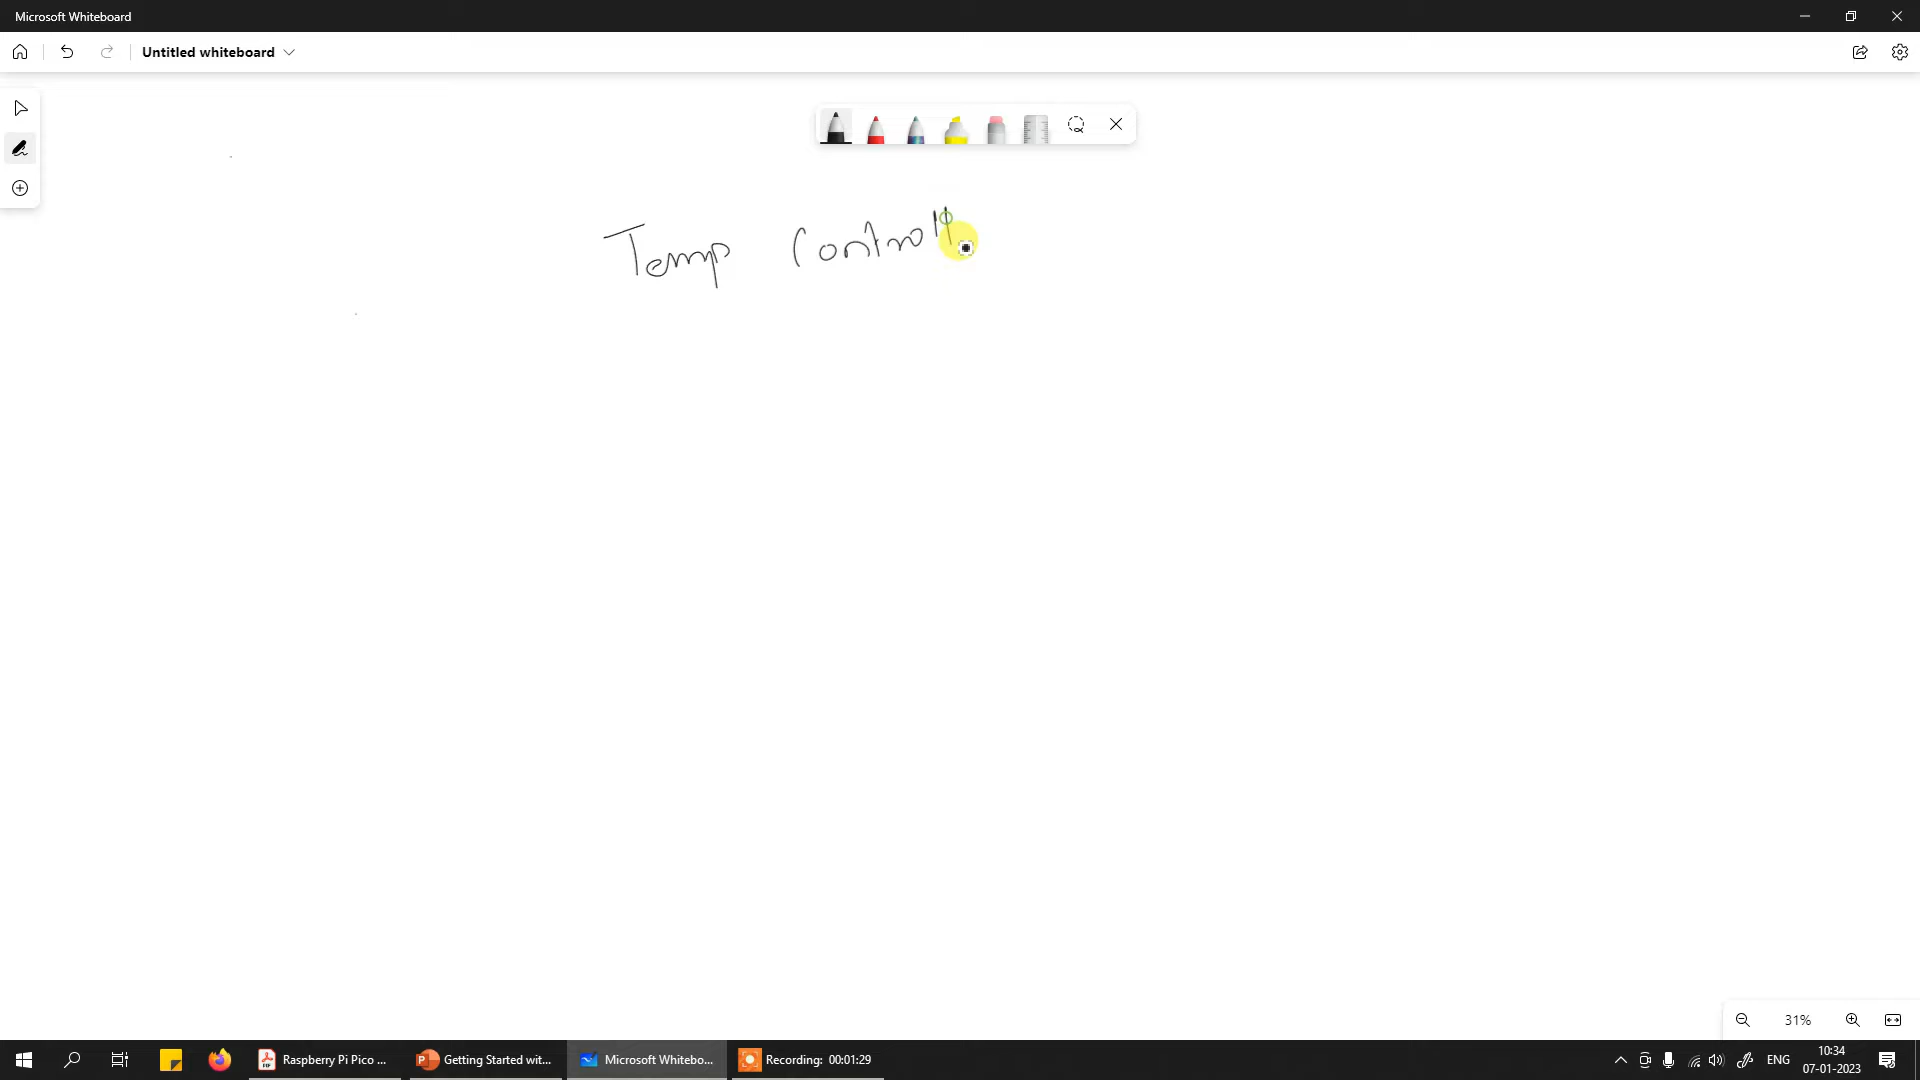 Microsoft Whiteboard
Untitled whiteboard
Temp Controll
31%
Raspberry Pi Pico ...
Getting Started wit...
Microsoft Whitebo...
Recording: 00:01:29
ENG
10:34
07-01-2023